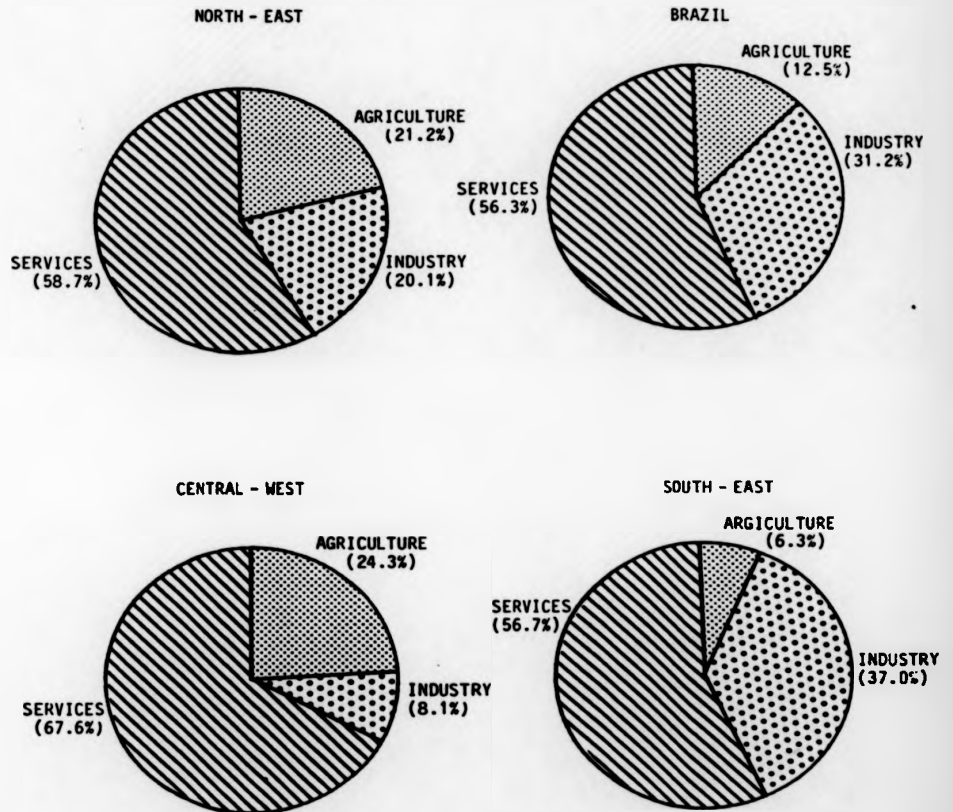 NORTH - EAST
AGRICULTURE
(21.2%)
SERVICES
(58.7%)
INDUSTRY
(20.1%)
BRAZIL
AGRICULTURE
(12.5%)
INDUSTRY
(31.2%)
SERVICES
(56.3%)
CENTRAL - WEST
AGRICULTURE
(24.3%)
INDUSTRY
(8.1%)
SERVICES
(67.6%)
SOUTH - EAST
ARGICULTURE
(6.3%)
SERVICES
(56.7%)
INDUSTRY
(37.0%)